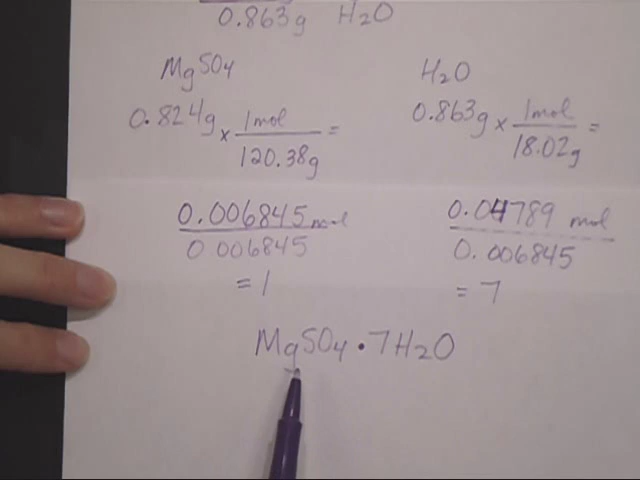 0.863g H2O
MgSO4
0.824g x 1mol / 120.38g =
H2O
0.863g x 1mol / 18.02g =
0.006845 mol / 0.006845
= 1
0.04789 mol / 0.006845
= 7
MgSO4 • 7H2O